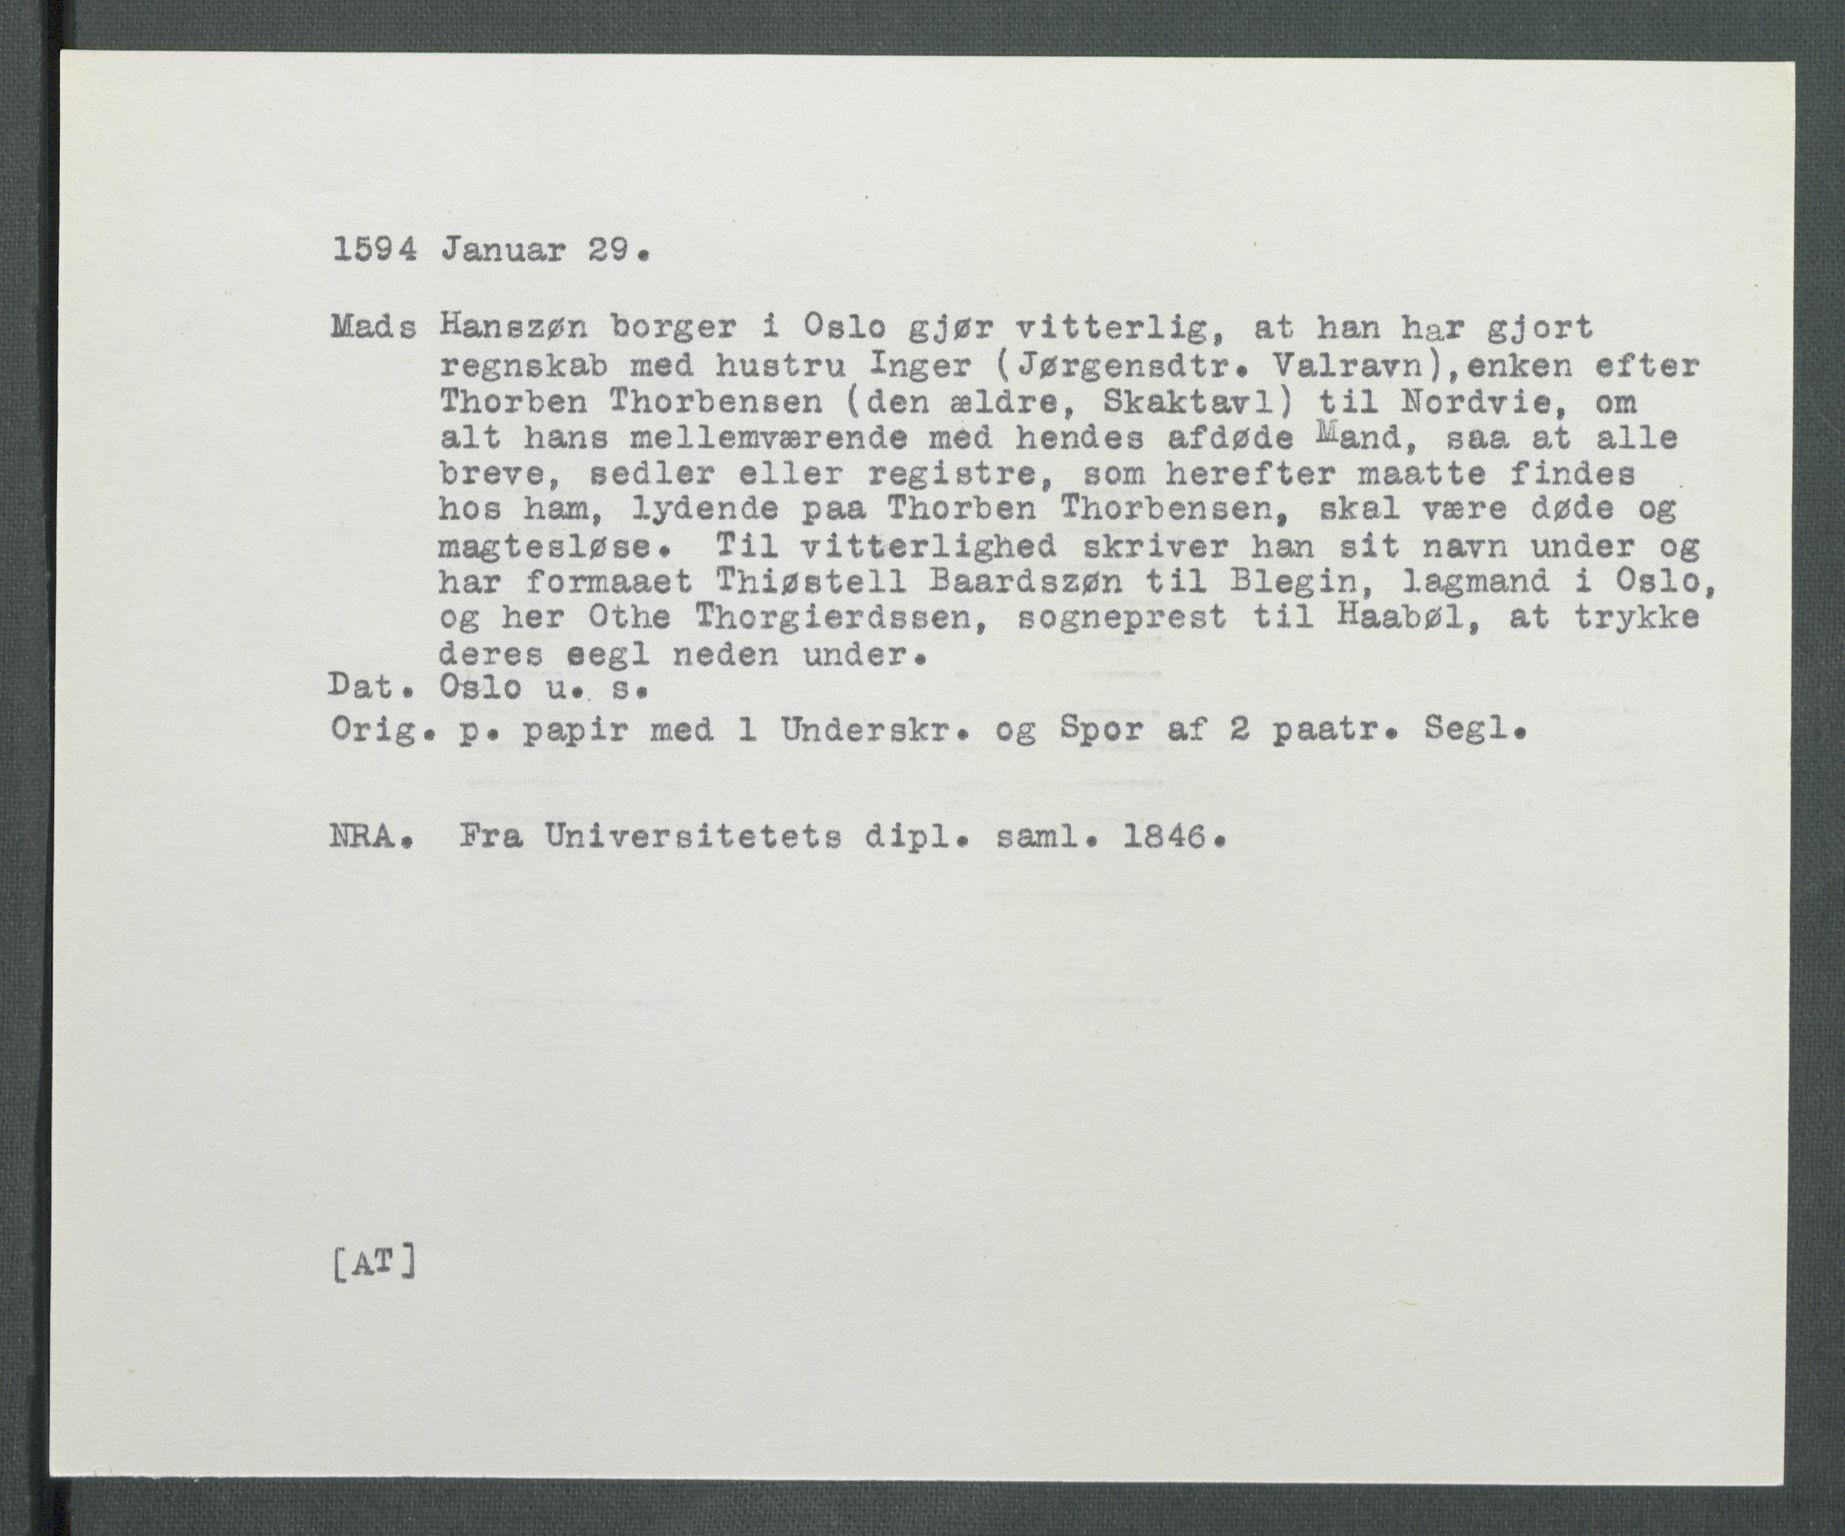 1594 Januar 29.
Mads Hanszøn borger i Oslo gjør vitterlig, at han har gjort
regnskab med hustru Inger (Jørgensdtr. Valravn),enken efter
Thorben Thorbensen (den ældre, Skaktavl) til Nordvie, om
alt hans mellemværende med hendes afdøde Mand, saa at alle
breve, sedler eller registre, som herefter maatte findes
hos ham, lydende paa Thorben Thorbensen, skal være døde og
magtesløse. Til vitterlighed skriver han sit navn under og
har formaaet Thiøstell Baardszøn til Blegin, lagmand i Oslo,
og her Othe Thorgierdssen, sogneprest til Haabøl, at trykke
deres segl neden under.
Dat. Oslo u. s.
Orig. p. papir med 1 Underskr. og Spor af 2 paatr. Segl.
NRA. Fra Universitetets dipl. saml. 1846.
[AT]